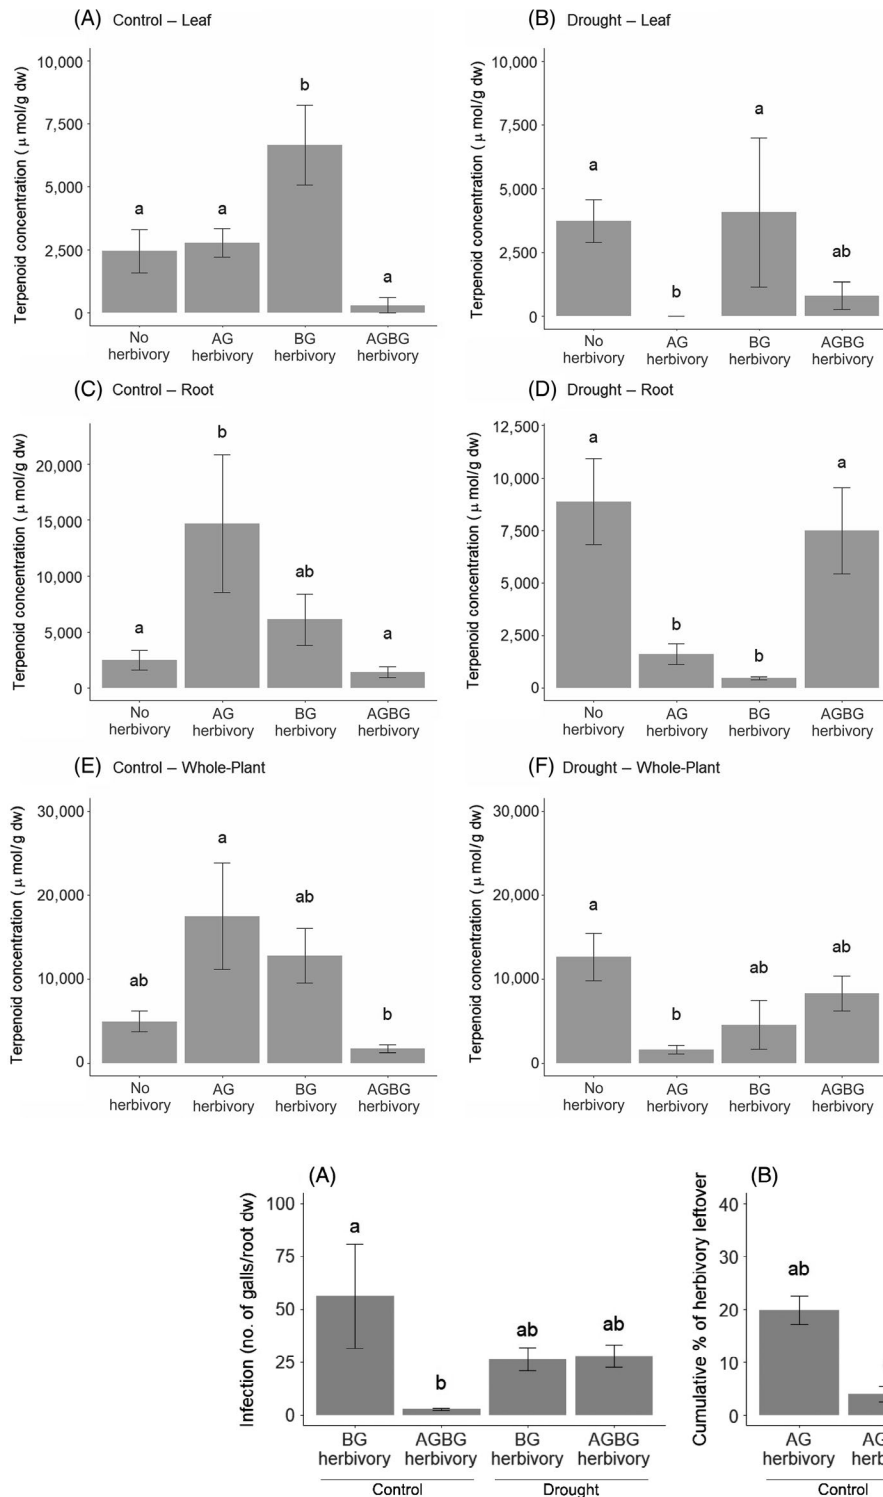 (A) Control – Leaf
Terpenoid concentration ( μ mol/g dw)
10,000
7,500
5,000
2,500
0
a
a
b
a
No herbivory
AG herbivory
BG herbivory
AGBG herbivory
(B) Drought – Leaf
Terpenoid concentration ( μ mol/g dw)
10,000
7,500
5,000
2,500
0
a
b
a
ab
No herbivory
AG herbivory
BG herbivory
AGBG herbivory
(C) Control – Root
Terpenoid concentration ( μ mol/g dw)
20,000
15,000
10,000
5,000
0
a
b
ab
a
No herbivory
AG herbivory
BG herbivory
AGBG herbivory
(D) Drought – Root
Terpenoid concentration ( μ mol/g dw)
12,500
10,000
7,500
5,000
2,500
0
a
b
b
a
No herbivory
AG herbivory
BG herbivory
AGBG herbivory
(E) Control – Whole-Plant
Terpenoid concentration ( μ mol/g dw)
30,000
20,000
10,000
0
ab
a
ab
b
No herbivory
AG herbivory
BG herbivory
AGBG herbivory
(F) Drought – Whole-Plant
Terpenoid concentration ( μ mol/g dw)
30,000
20,000
10,000
0
a
b
ab
ab
No herbivory
AG herbivory
BG herbivory
AGBG herbivory
(A)
Infection (no. of galls/root dw)
100
75
50
25
0
a
b
ab
ab
BG herbivory
AGBG herbivory
BG herbivory
AGBG herbivory
Control
Drought
(B)
Cumulative % of herbivory leftover
40
30
20
10
0
ab
AG herbivory
Control